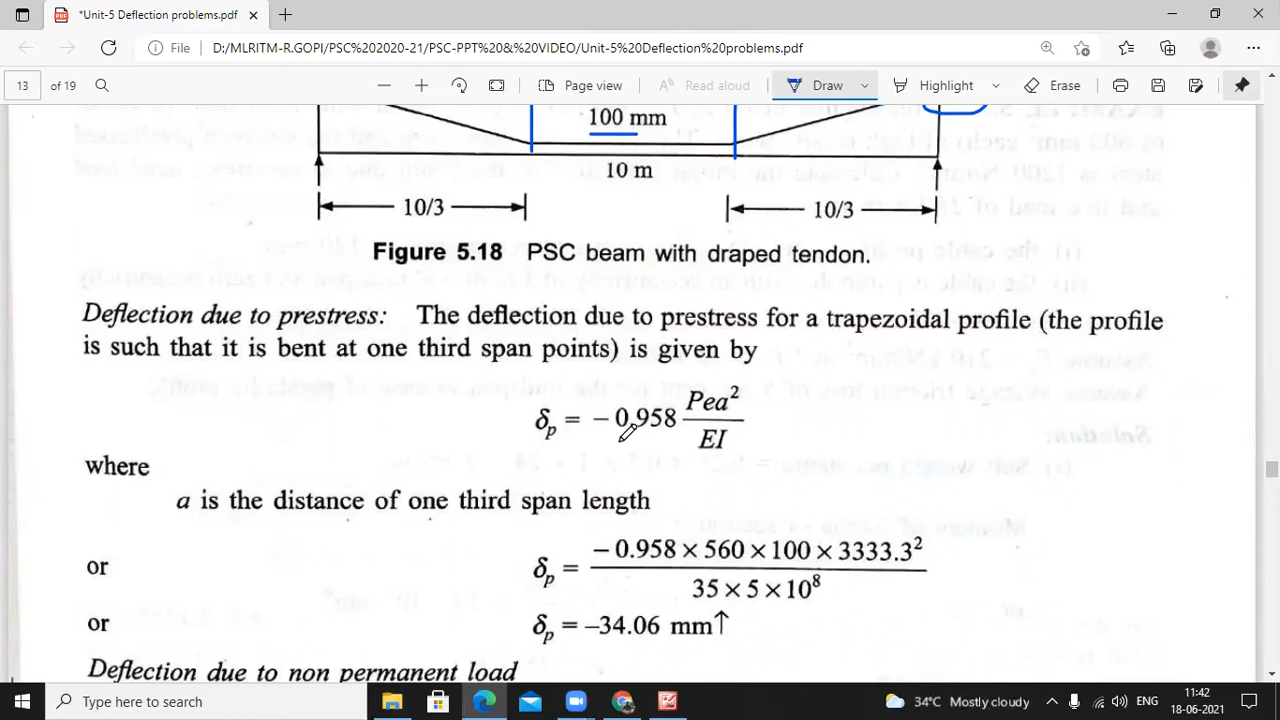 *Unit-5 Deflection problems.pdf
File D:/MLRITM-R.GOPI/PSC%202020-21/PSC-PPT%20&%20VIDEO/Unit-5%20Deflection%20problems.pdf
13 of 19 Page view Read aloud Draw Highlight Erase
100 mm
10 m
10/3 10/3
Figure 5.18 PSC beam with draped tendon.
Deflection due to prestress: The deflection due to prestress for a trapezoidal profile (the profile
is such that it is bent at one third span points) is given by
δp = – 0.958 Pea² / EI
where
a is the distance of one third span length
or δp = – 0.958 × 560 × 100 × 3333.3² / 35 × 5 × 10⁸
or δp = –34.06 mm↑
Deflection due to non permanent load
Type here to search 34°C Mostly cloudy ENG 11:42
18-06-2021